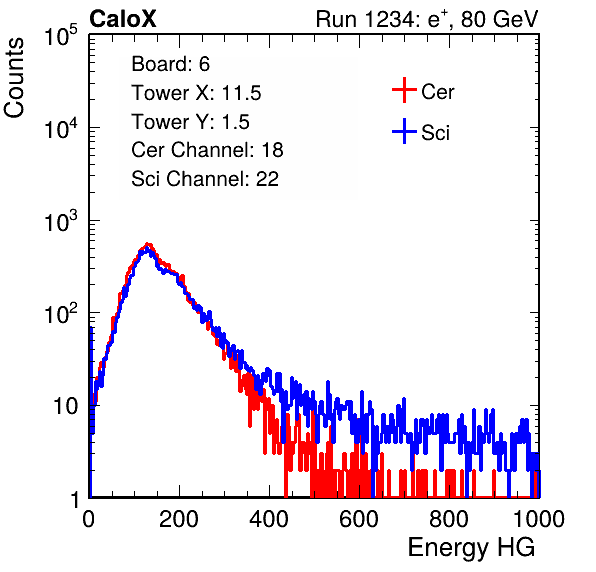 CaloX Run 1234: e⁺, 80 GeV
Counts
10⁵
10⁴
10³
10²
10
1
Board: 6
Tower X: 11.5
Tower Y: 1.5
Cer Channel: 18
Sci Channel: 22
Cer
Sci
0 200 400 600 800 1000
Energy HG